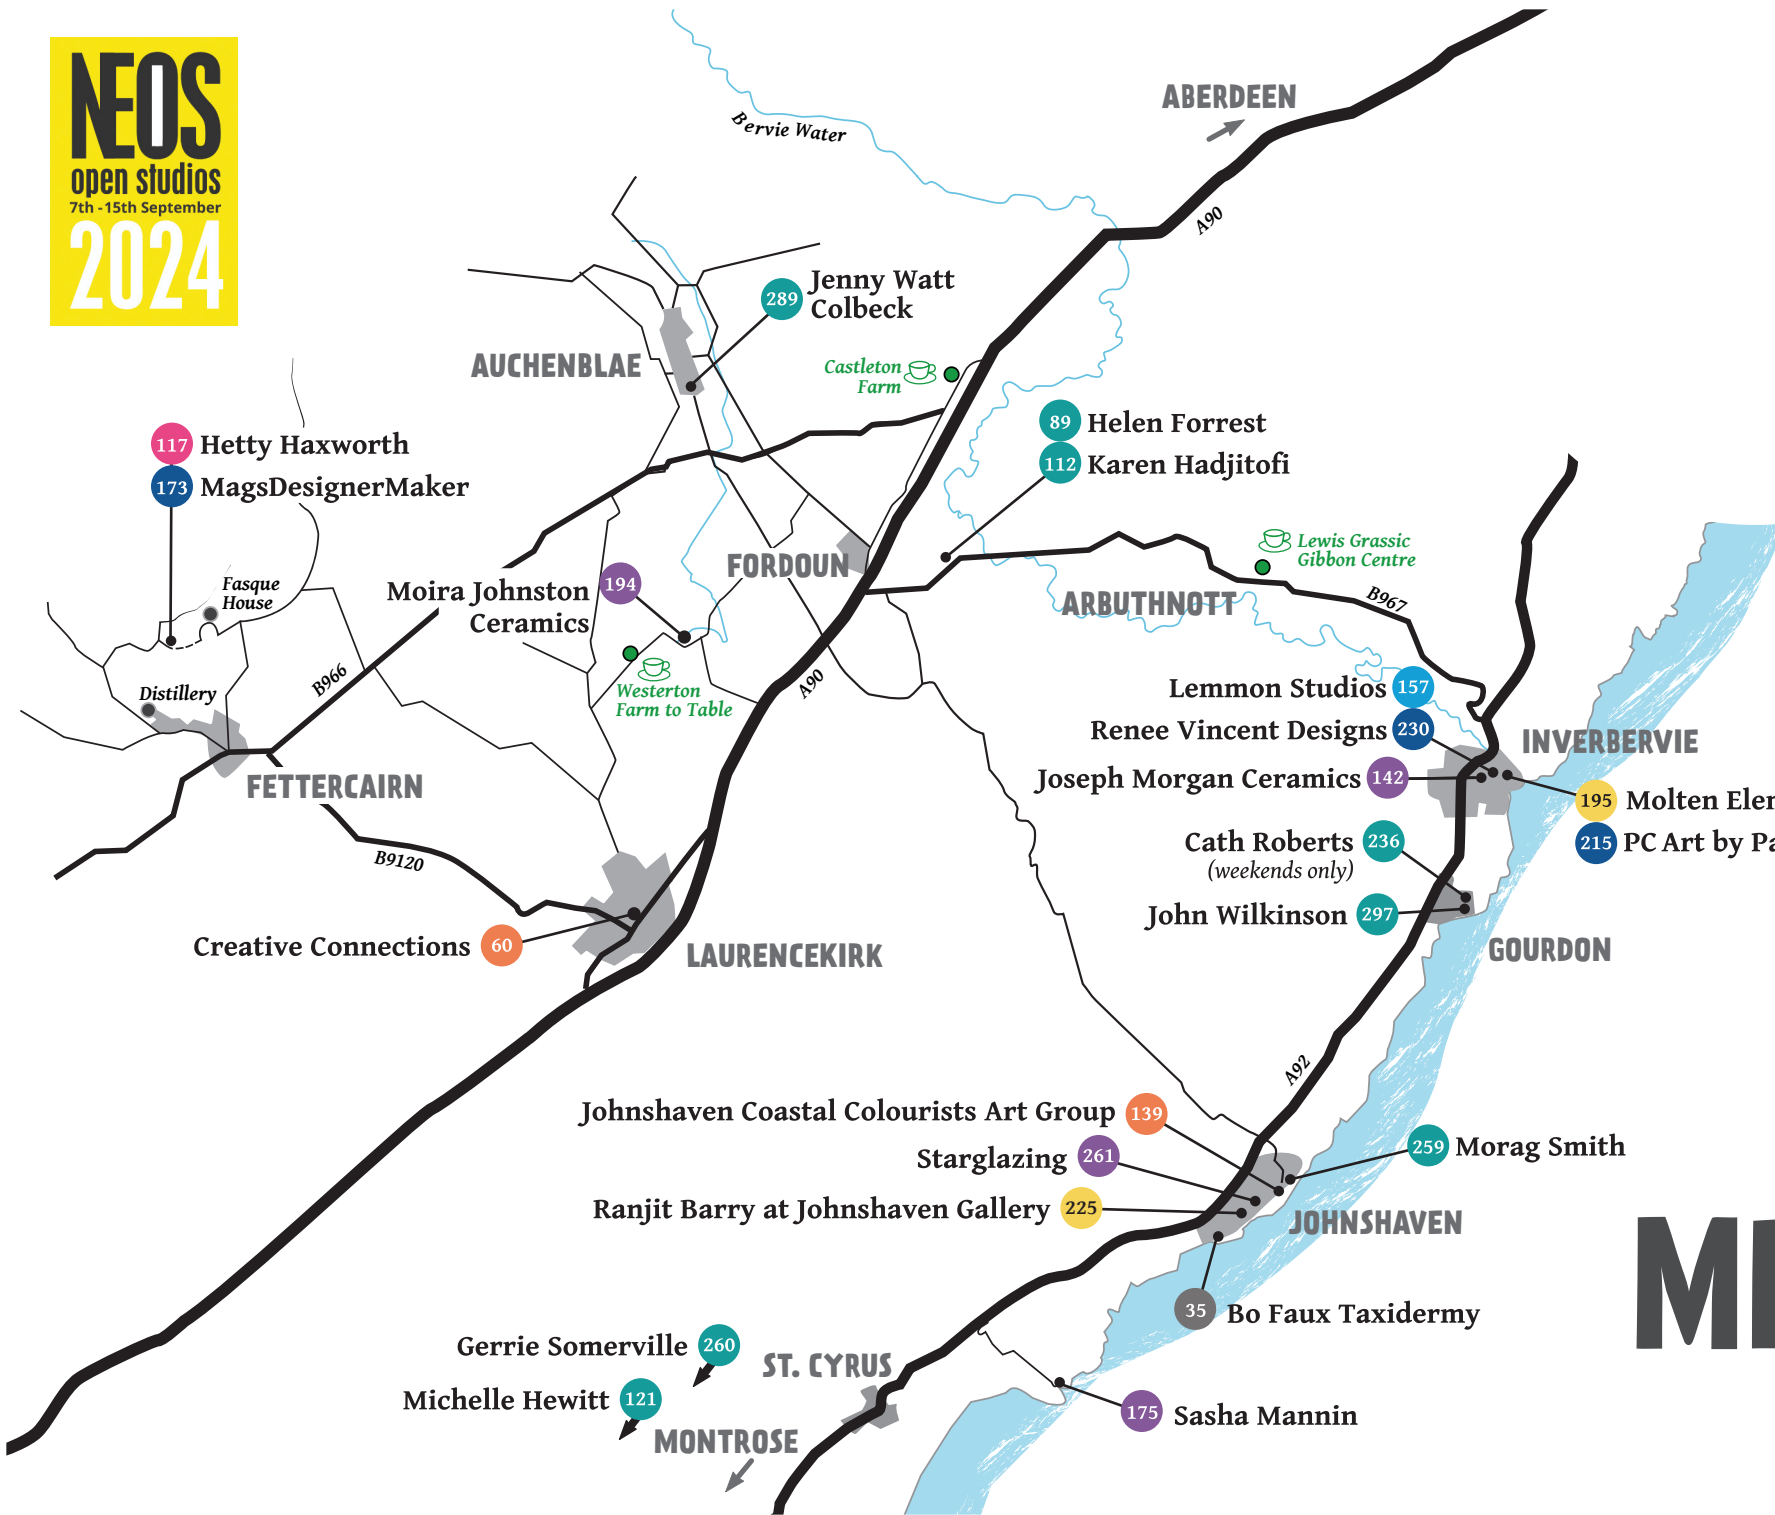 NEOS
open studios
7th - 15th September
2024
Bervie Water
ABERDEEN
A90
289
Jenny Watt
Colbeck
AUCHENBLAE
Castleton
Farm
89
Helen Forrest
112
Karen Hadjitofi
117
Hetty Haxworth
173
MagsDesignerMaker
Fasque
House
Distillery
B966
FETTERCAIRN
B9120
Moira Johnston
Ceramics
194
Westerton
Farm to Table
FORDOUN
A90
Lewis Grassic
Gibbon Centre
ARBUTHNOTT
B967
Lemmon Studios
157
Renee Vincent Designs
230
INVERBERVIE
Joseph Morgan Ceramics
142
195
Molten
215
PC Art by
Cath Roberts
(weekends only)
236
John Wilkinson
297
GOURDON
Creative Connections
60
LAURENCEKIRK
A92
Johnshaven Coastal Colourists Art Group
139
Starglazing
261
259
Morag Smith
Ranjit Barry at Johnshaven Gallery
225
JOHNSHAVEN
35
Bo Faux Taxidermy
Gerrie Somerville
260
ST. CYRUS
Michelle Hewitt
121
MONTROSE
175
Sasha Mannin